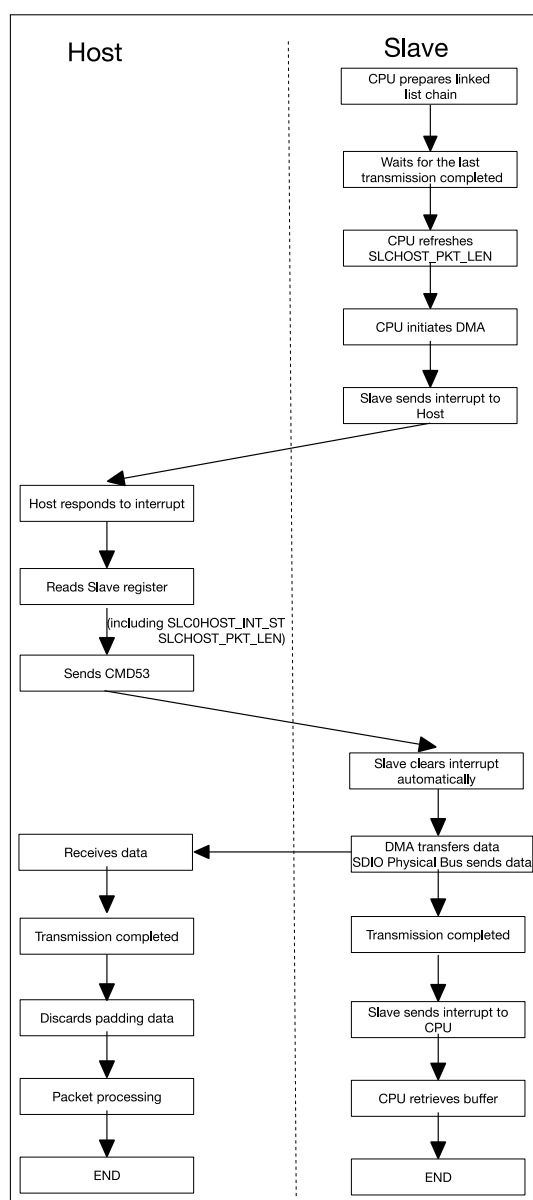 Host
Slave
CPU prepares linked
list chain
Waits for the last
transmission completed
CPU refreshes
SLCHOST_PKT_LEN
CPU initiates DMA
Slave sends interrupt to
Host
Host responds to interrupt
Reads Slave register
(including SLC0HOST_INT_ST
SLCHOST_PKT_LEN)
Sends CMD53
Slave clears interrupt
automatically
DMA transfers data
SDIO Physical Bus sends data
Receives data
Transmission completed
Transmission completed
Discards padding data
Slave sends interrupt to
CPU
Packet processing
CPU retrieves buffer
END
END